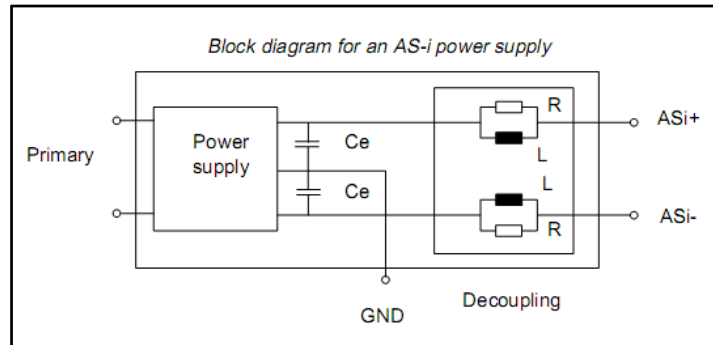 Block diagram for an AS-i power supply
Primary
Power
supply
Ce
Ce
R
L
L
R
ASi+
ASi-
GND
Decoupling